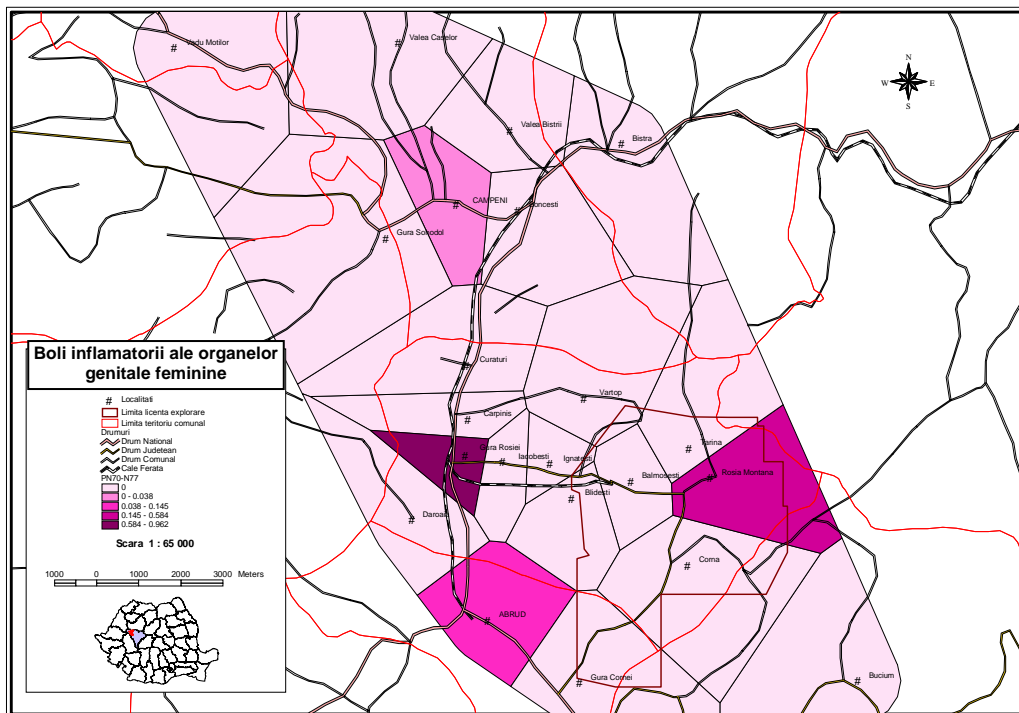 Vadu Motilor
Valea Caselor
N
W E
S
Valea Bistrii
Bistra
CAMPENI
Boncesti
Gura Sohodol
Boli inflamatorii ale organelor
genitale feminine
# Localitati
Limita licenta explorare
Limita teritoriu comunal
Drumuri
Drum National
Drum Judetean
Drum Comunal
Cale Ferata
PN70-N77
0
0 - 0.038
0.038 - 0.145
0.145 - 0.584
0.584 - 0.962
Scara 1 : 65 000
1000 0 1000 2000 3000 Meters
Curaturi
Vartop
Carpinis
Tarina
Gura Rosiei
Iacobesti
Ignatesti
Balmosesti
Rosia Montana
Blidesti
Daroaia
Corna
ABRUD
Gura Cornei
Bucium